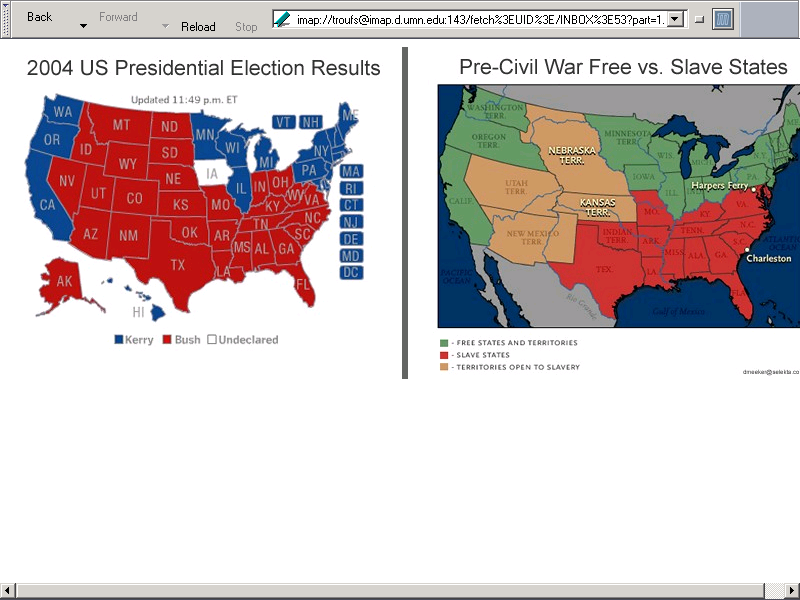 Back
Forward
Reload
Stop
imap://troufs@imap.d.umn.edu:143/fetch%3EUID%3E/INBOX%3E53?part=1.
2004 US Presidential Election Results
Updated 11:49 p.m. ET
WA
OR
CA
NV
ID
MT
WY
UT
AZ
CO
NM
ND
SD
NE
KS
OK
TX
MN
IA
MO
AR
LA
WI
IL
MI
IN
OH
KY
TN
MS
AL
GA
FL
SC
NC
VA
WV
PA
NY
ME
VT
NH
MA
RI
CT
NJ
DE
MD
DC
AK
HI
Kerry
Bush
Undeclared
Pre-Civil War Free vs. Slave States
WASHINGTON
TERR.
OREGON
TERR.
CALIF.
UTAH
TERR.
NEW MEXICO
TERR.
NEBRASKA
TERR.
KANSAS
TERR.
INDIAN
TERR.
MINNESOTA
TERR.
IOWA
WIS.
ILL.
MICH.
MO.
ARK.
TEX.
LA.
MISS.
ALA.
GA.
FLA.
TENN.
KY.
VA.
N.C.
S.C.
PA.
N.Y.
ME.
Harpers Ferry
Charleston
ATLANTIC
OCEAN
PACIFIC
OCEAN
Rio Grande
Gulf of Mexico
- FREE STATES AND TERRITORIES
- SLAVE STATES
- TERRITORIES OPEN TO SLAVERY
dmeeker@selekta.co